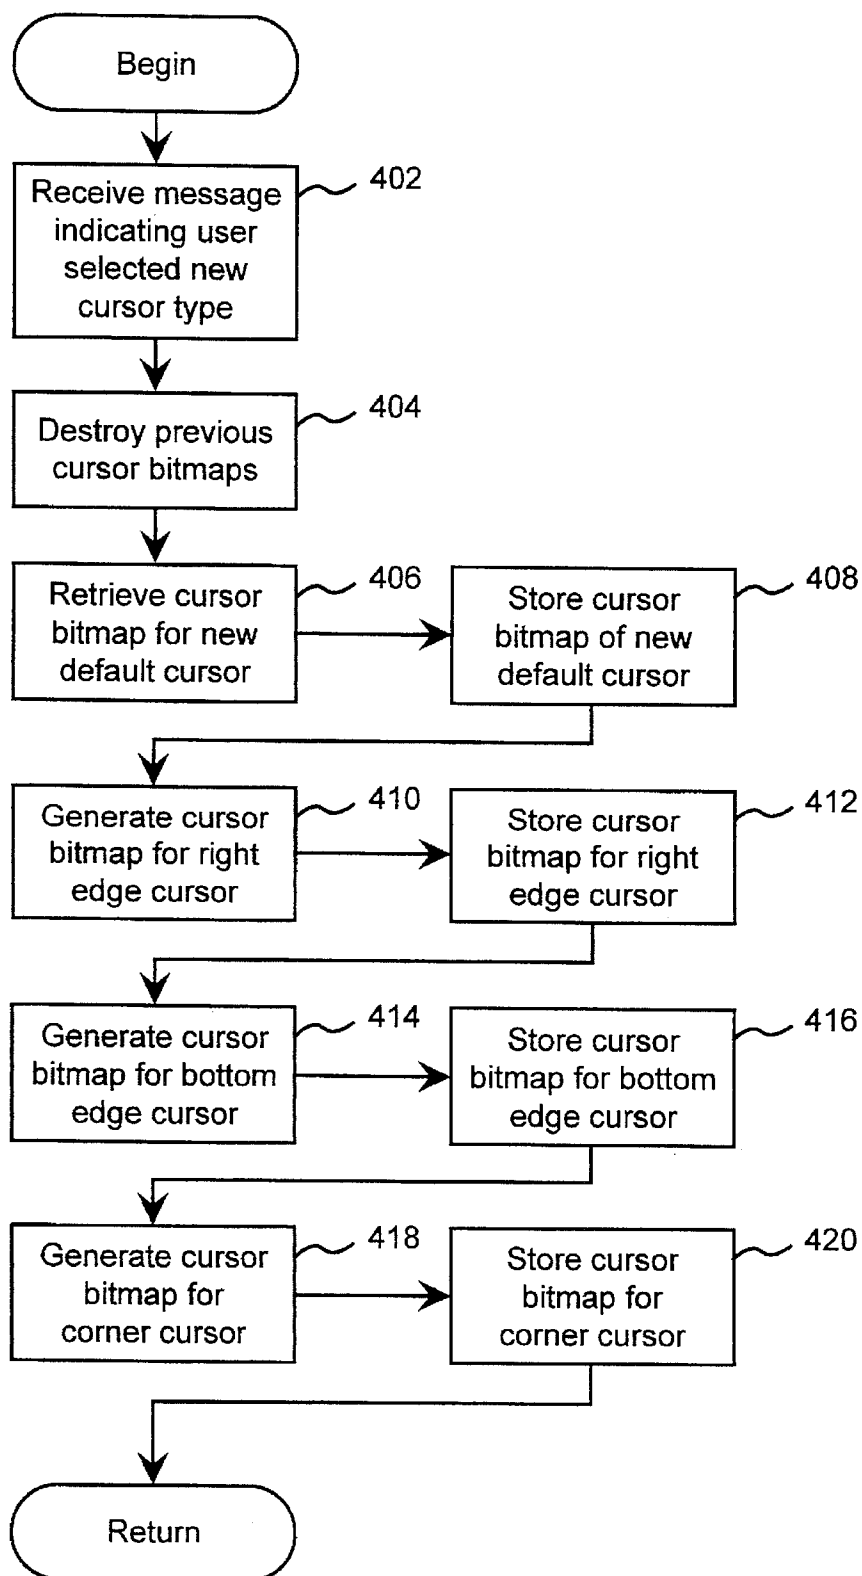 Begin
Receive message
indicating user
selected new
cursor type
402
Destroy previous
cursor bitmaps
404
Retrieve cursor
bitmap for new
default cursor
406
Store cursor
bitmap of new
default cursor
408
Generate cursor
bitmap for right
edge cursor
410
Store cursor
bitmap for right
edge cursor
412
Generate cursor
bitmap for bottom
edge cursor
414
Store cursor
bitmap for bottom
edge cursor
416
Generate cursor
bitmap for
corner cursor
418
Store cursor
bitmap for
corner cursor
420
Return